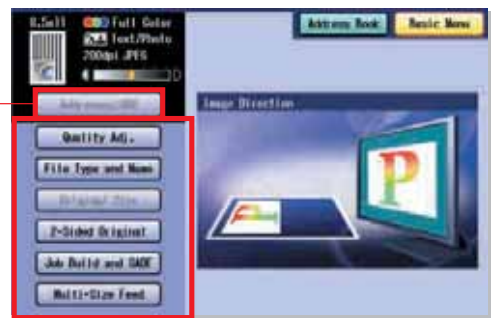 8.5x11
Full Color
Text/Photo
200dpi JPEG
Address Book
Basic Menu
Image Direction
Quality Adj.
File Type and Name
Original Size
2-Sided Original
Job Build and SADF
Multi-Size Feed
P
P